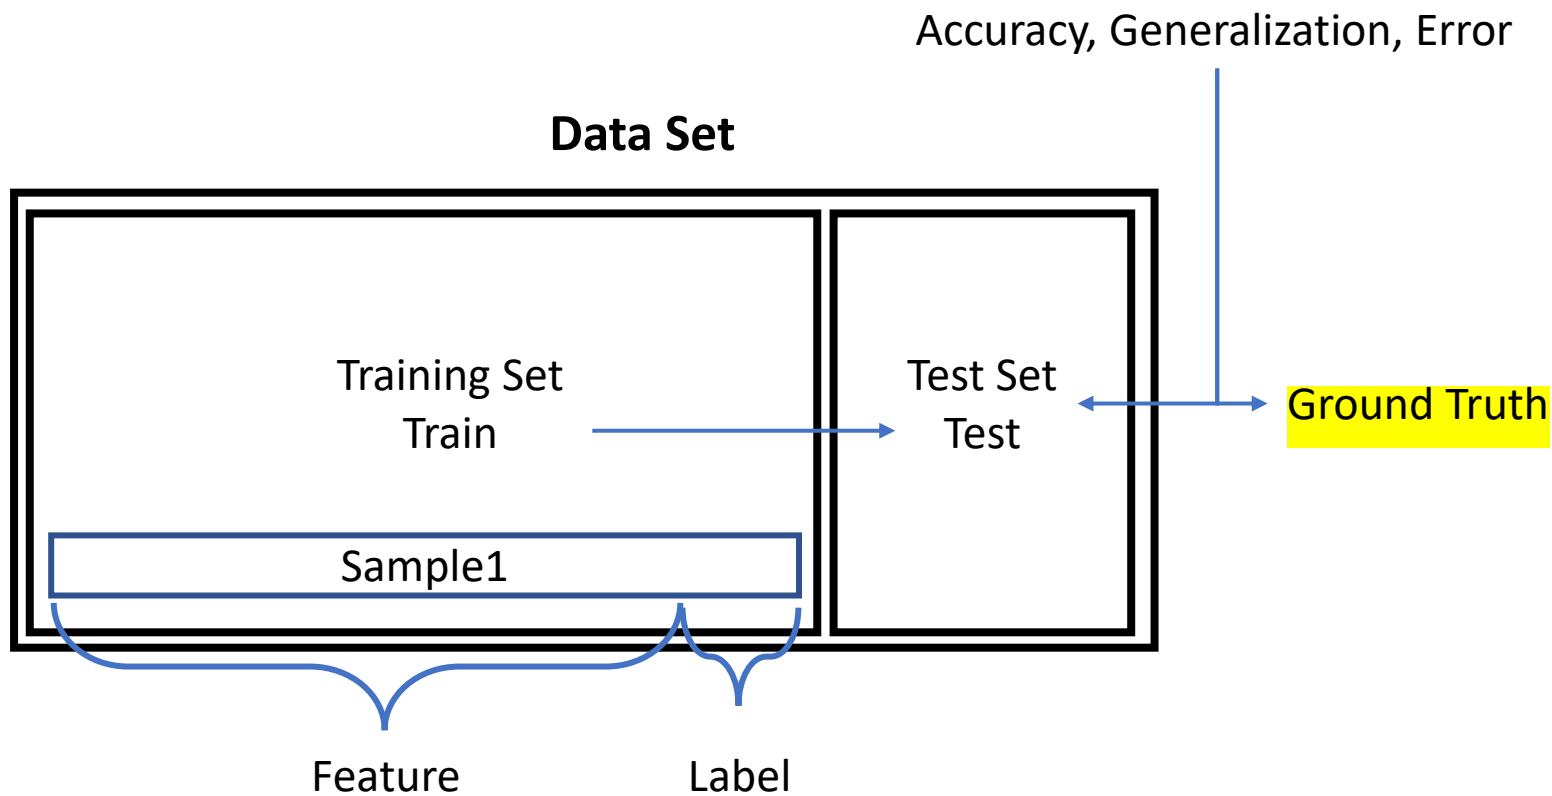 Accuracy, Generalization, Error
Data Set
Training Set
Train
Test Set
Test
Ground Truth
Sample1
Feature
Label